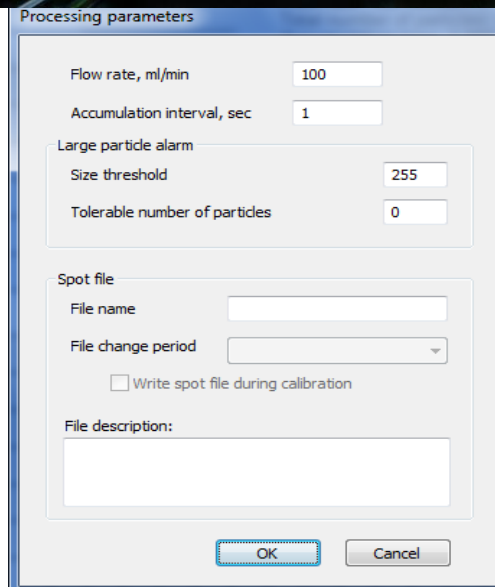 Processing parameters
Flow rate, ml/min 100
Accumulation interval, sec 1
Large particle alarm
Size threshold 255
Tolerable number of particles 0
Spot file
File name
File change period
Write spot file during calibration
File description:
OK Cancel